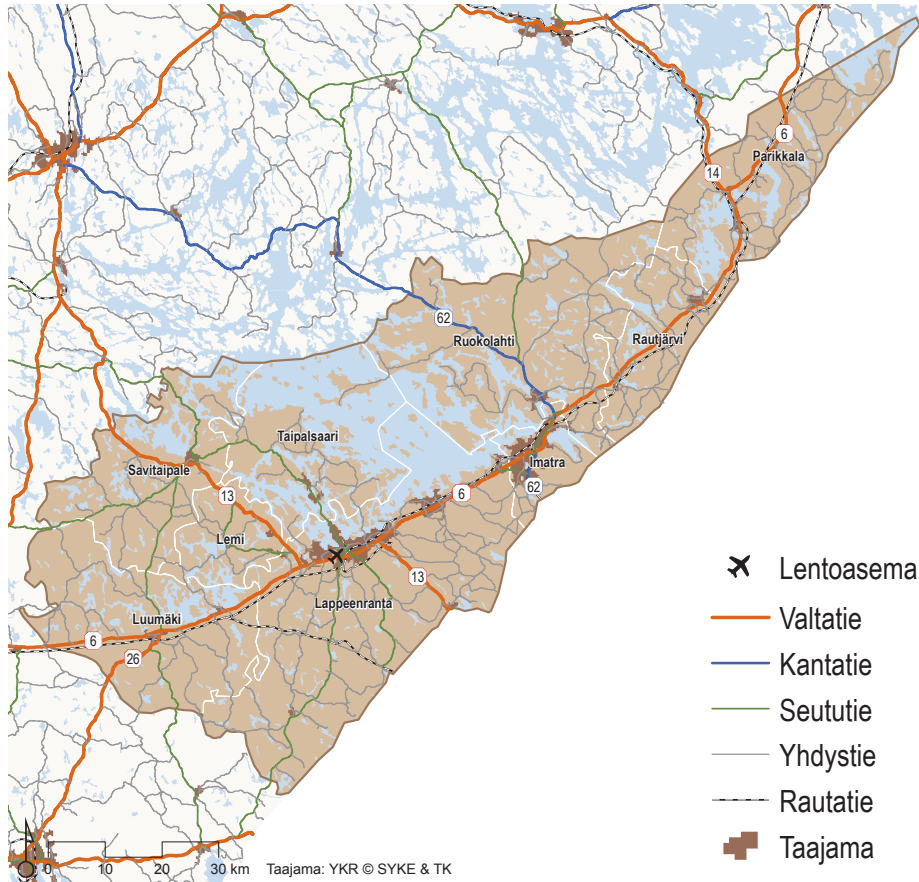 6
Parikkala
14
62
Ruokolahti
Rautjärvi
Taipalsaari
Savitaipale
Imatra
13
6
62
Lemi
Lentoasema
13
Valtatie
Lappeenranta
Luumäki
6
26
Kantatie
Seututie
Yhdystie
Rautatie
Taajama
0 10 20 30 km Taajama: YKR © SYKE & TK